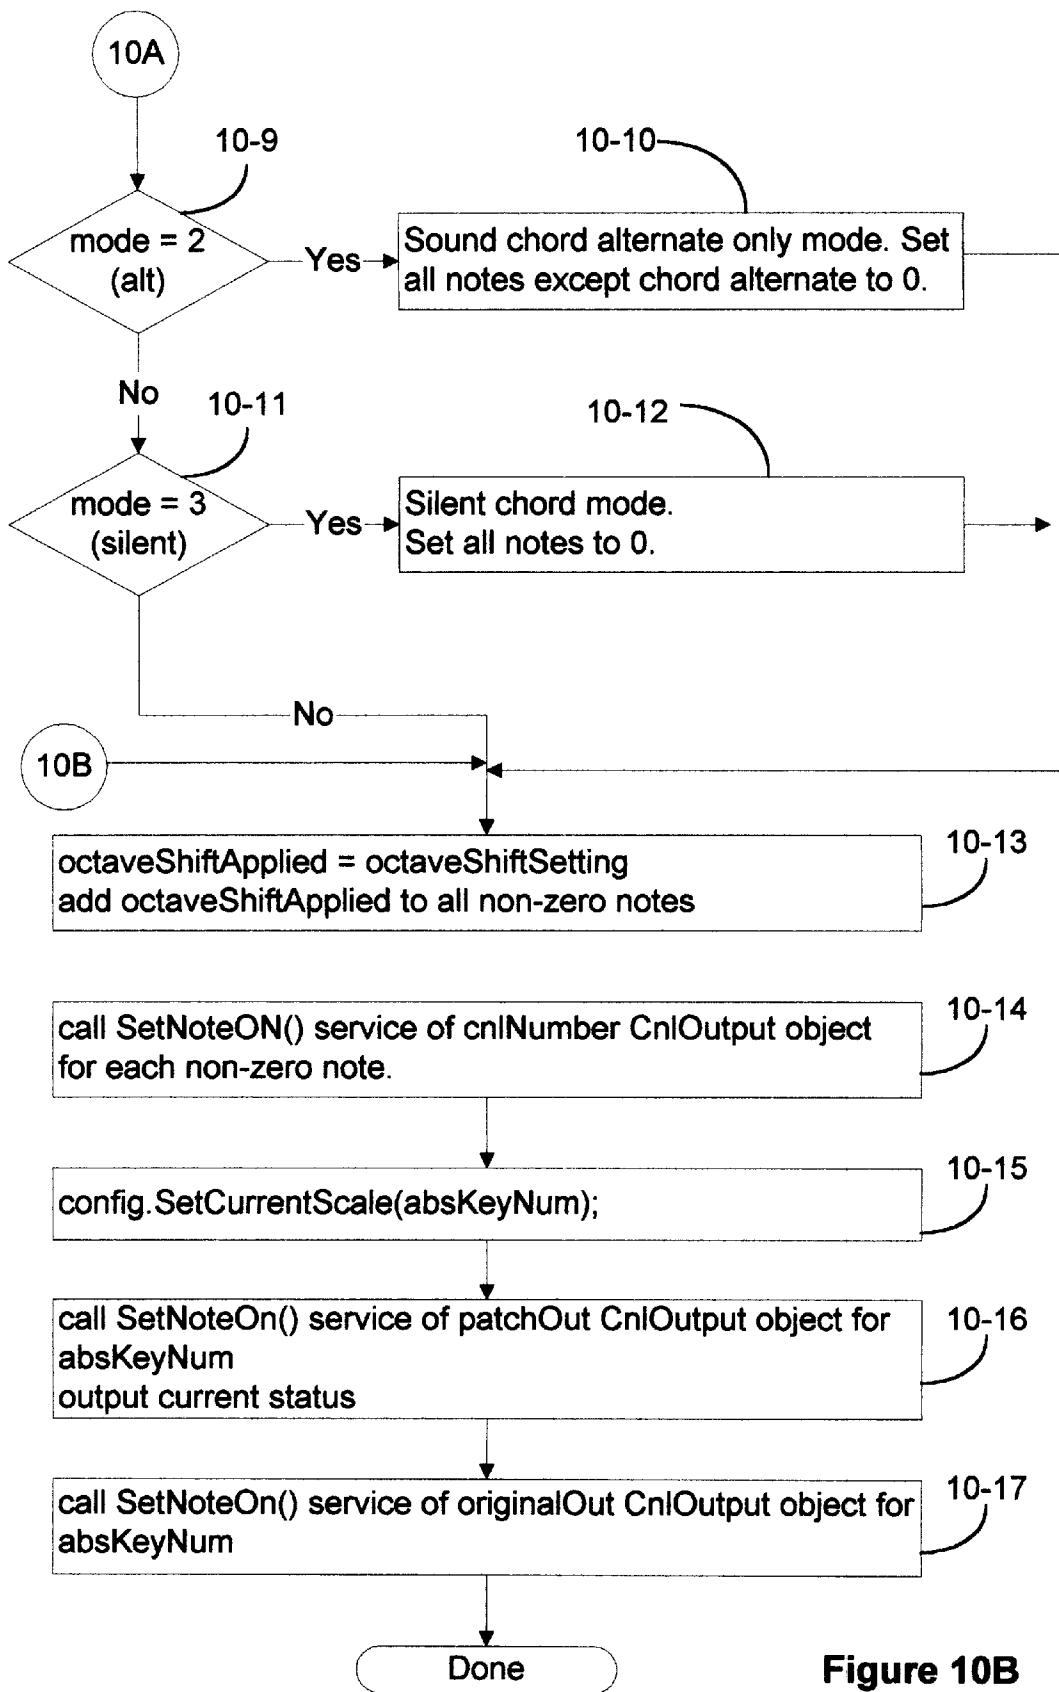 10A
10-9
10-10
mode = 2
(alt)
Yes
Sound chord alternate only mode. Set
all notes except chord alternate to 0.
No
10-11
10-12
mode = 3
(silent)
Yes
Silent chord mode.
Set all notes to 0.
No
10B
10-13
octaveShiftApplied = octaveShiftSetting
add octaveShiftApplied to all non-zero notes
10-14
call SetNoteON() service of cnlNumber CnlOutput object
for each non-zero note.
10-15
config.SetCurrentScale(absKeyNum);
10-16
call SetNoteOn() service of patchOut CnlOutput object for
absKeyNum
output current status
10-17
call SetNoteOn() service of originalOut CnlOutput object for
absKeyNum
Done
Figure 10B